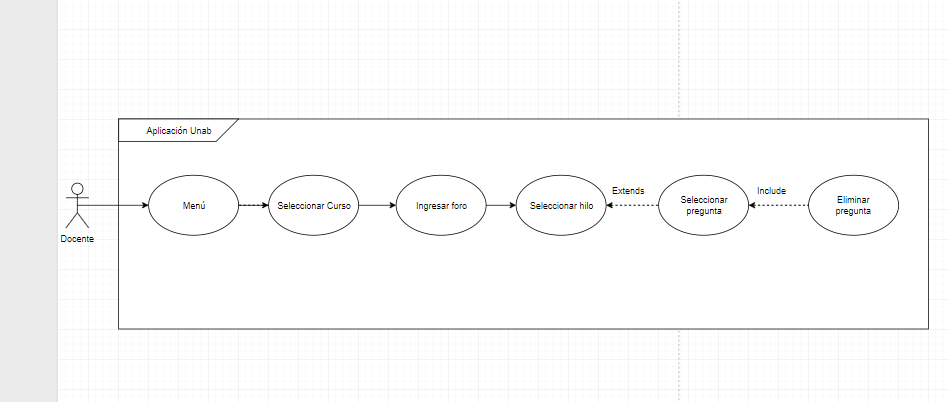 Aplicación Unab
Docente
Menú
Seleccionar Curso
Ingresar foro
Seleccionar hilo
Extends
Seleccionar
pregunta
Include
Eliminar
pregunta